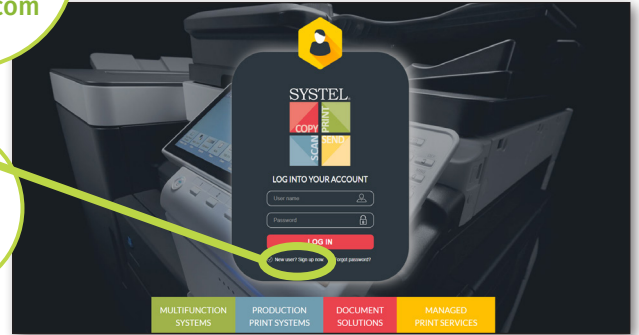 com
SYSTEL
COPY
PRINT
SCAN
SEND
LOG INTO YOUR ACCOUNT
User name
Password
LOG IN
New user? Sign up now
Forgot password?
MULTIFUNCTION
SYSTEMS
PRODUCTION
PRINT SYSTEMS
DOCUMENT
SOLUTIONS
MANAGED
PRINT SERVICES